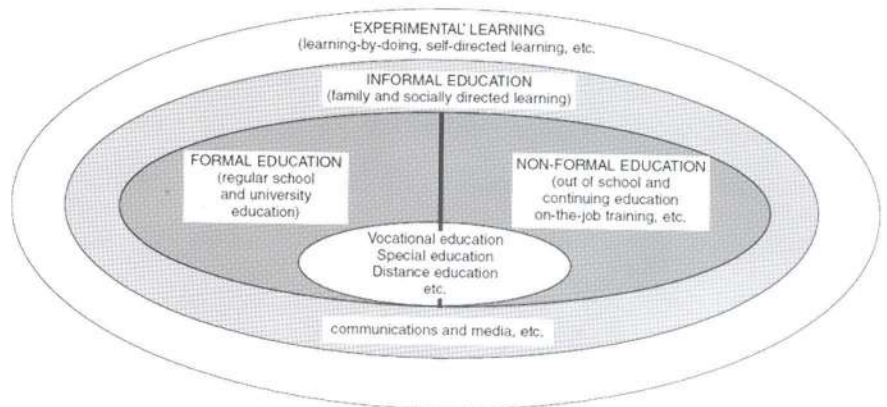 'EXPERIMENTAL' LEARNING
(learning-by-doing, self-directed learning, etc.
INFORMAL EDUCATION
(family and socially directed learning)
FORMAL EDUCATION
(regular school
and university
education)
NON-FORMAL EDUCATION
(out of school and
continuing education
on-the-job training, etc.
Vocational education
Special education
Distance education
etc.
communications and media, etc.